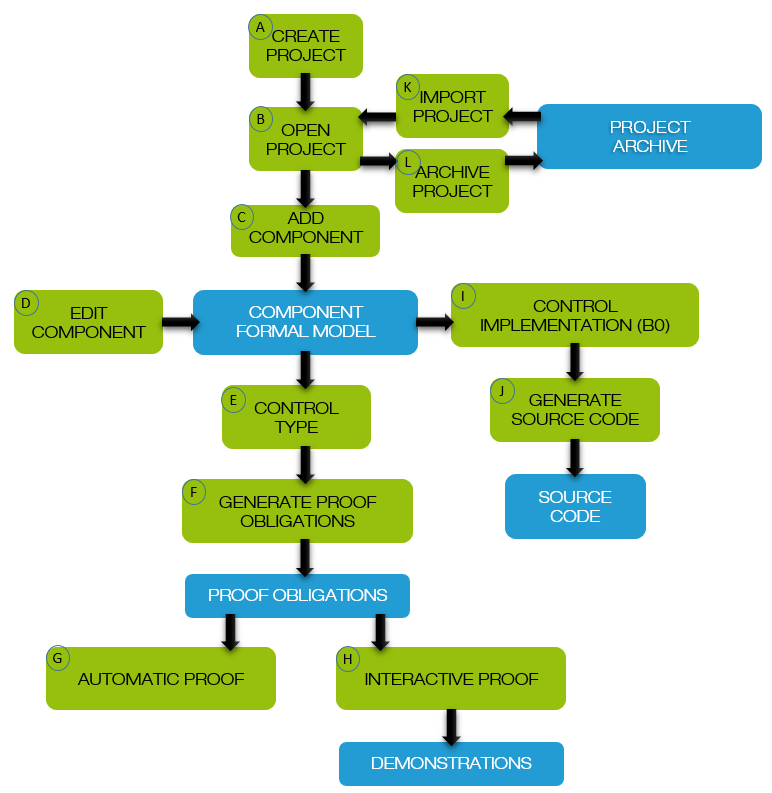 A
CREATE
PROJECT
K
IMPORT
PROJECT
B
OPEN
PROJECT
PROJECT
ARCHIVE
L
ARCHIVE
PROJECT
C
ADD
COMPONENT
D
EDIT
COMPONENT
COMPONENT
FORMAL MODEL
I
CONTROL
IMPLEMENTATION (B0)
E
CONTROL
TYPE
J
GENERATE
SOURCE CODE
F
GENERATE PROOF
OBLIGATIONS
SOURCE
CODE
PROOF OBLIGATIONS
G
AUTOMATIC PROOF
H
INTERACTIVE PROOF
DEMONSTRATIONS